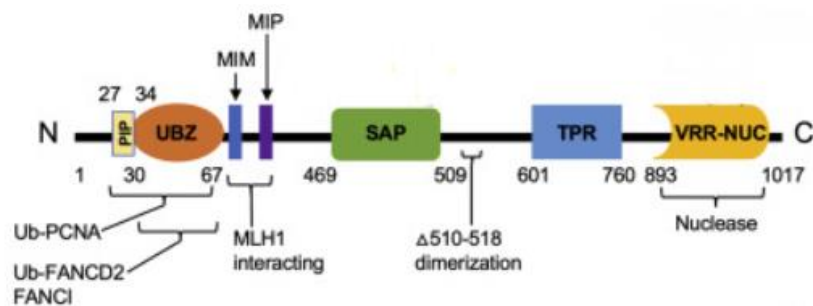 MIP
MIM
27 34
N PIP UBZ SAP TPR VRR-NUC C
1 30 67 469 509 601 760 893 1017
Ub-PCNA
MLH1
interacting
Δ510-518
dimerization
Nuclease
Ub-FANCD2
FANCI